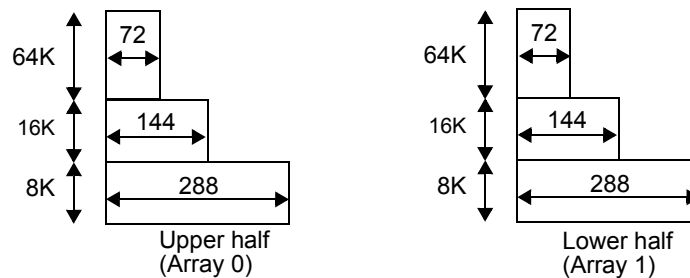 72
64K
144
16K
288
8K
Upper half
(Array 0)
72
64K
144
16K
288
8K
Lower half
(Array 1)